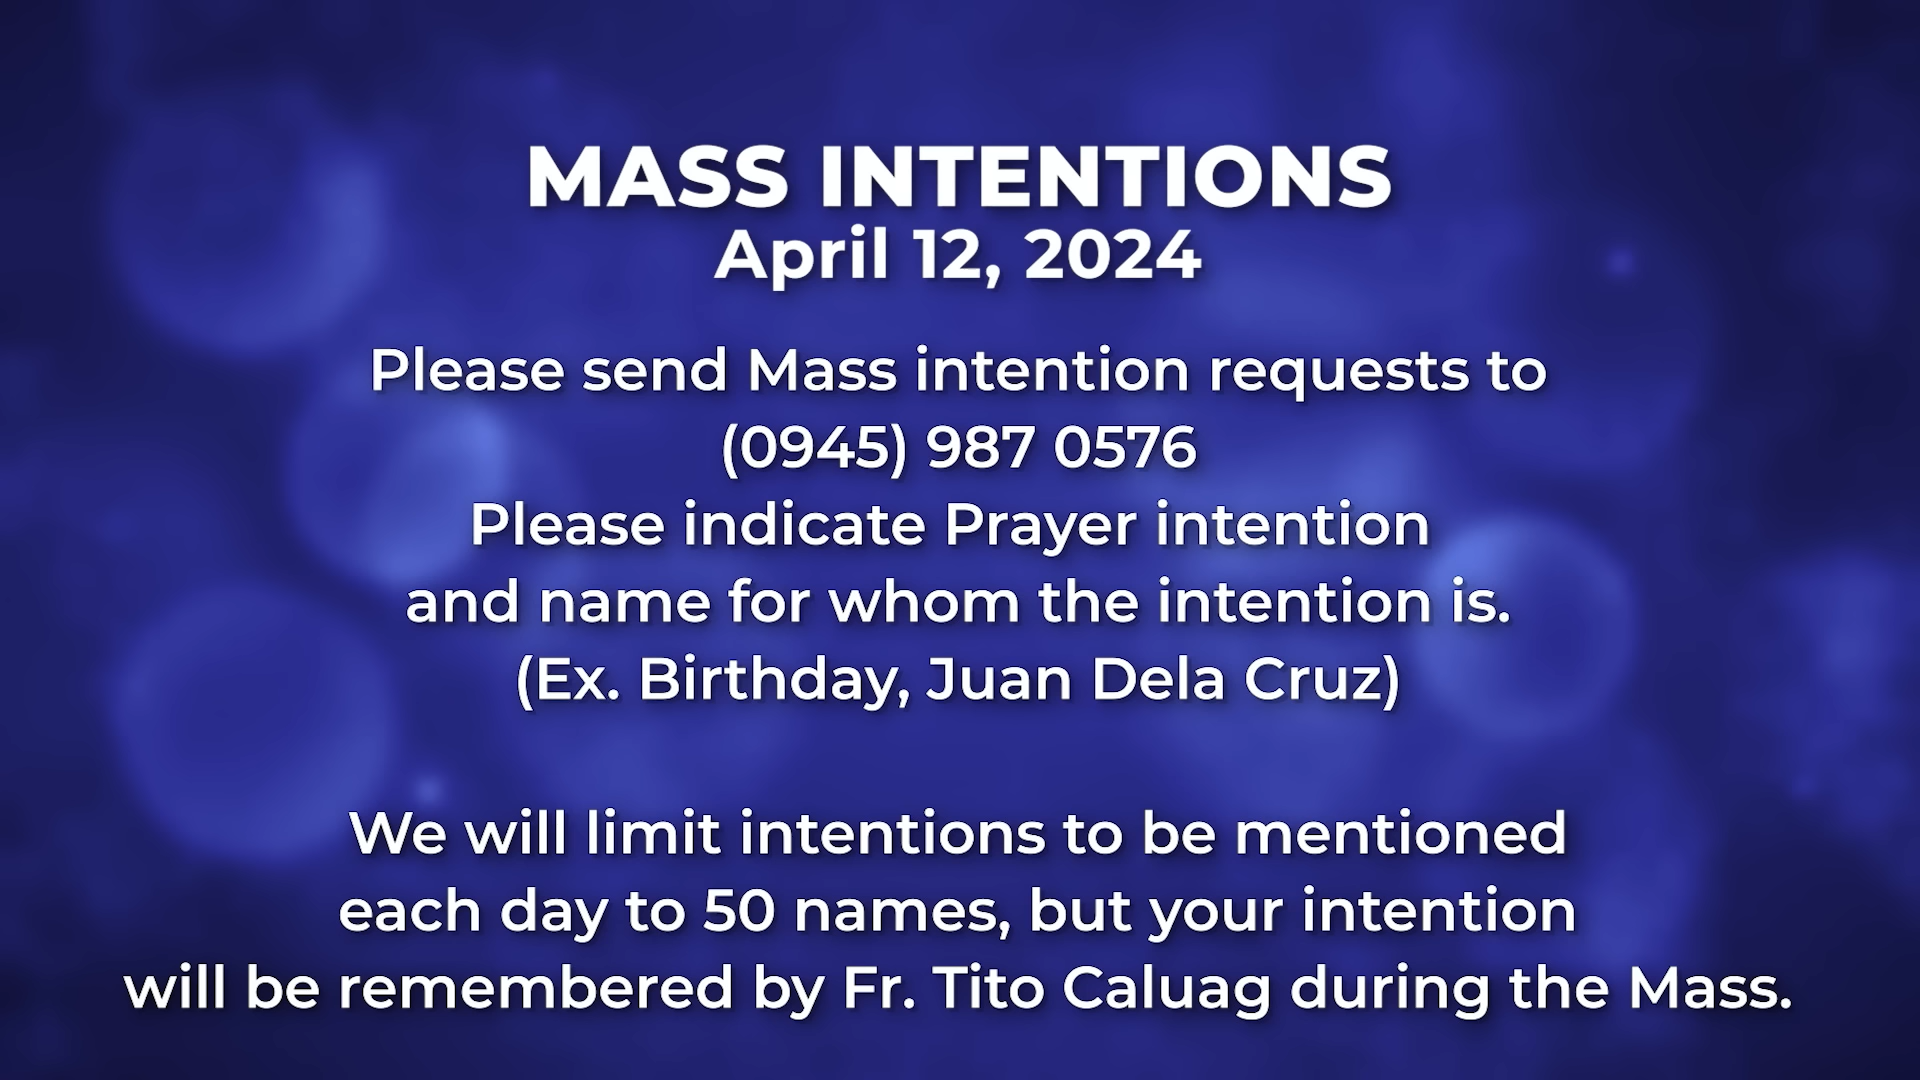 MASS INTENTIONS
April 12, 2024
Please send Mass intention requests to
(0945) 987 0576
Please indicate Prayer intention
and name for whom the intention is.
(Ex. Birthday, Juan Dela Cruz)
We will limit intentions to be mentioned
each day to 50 names, but your intention
will be remembered by Fr. Tito Caluag during the Mass.